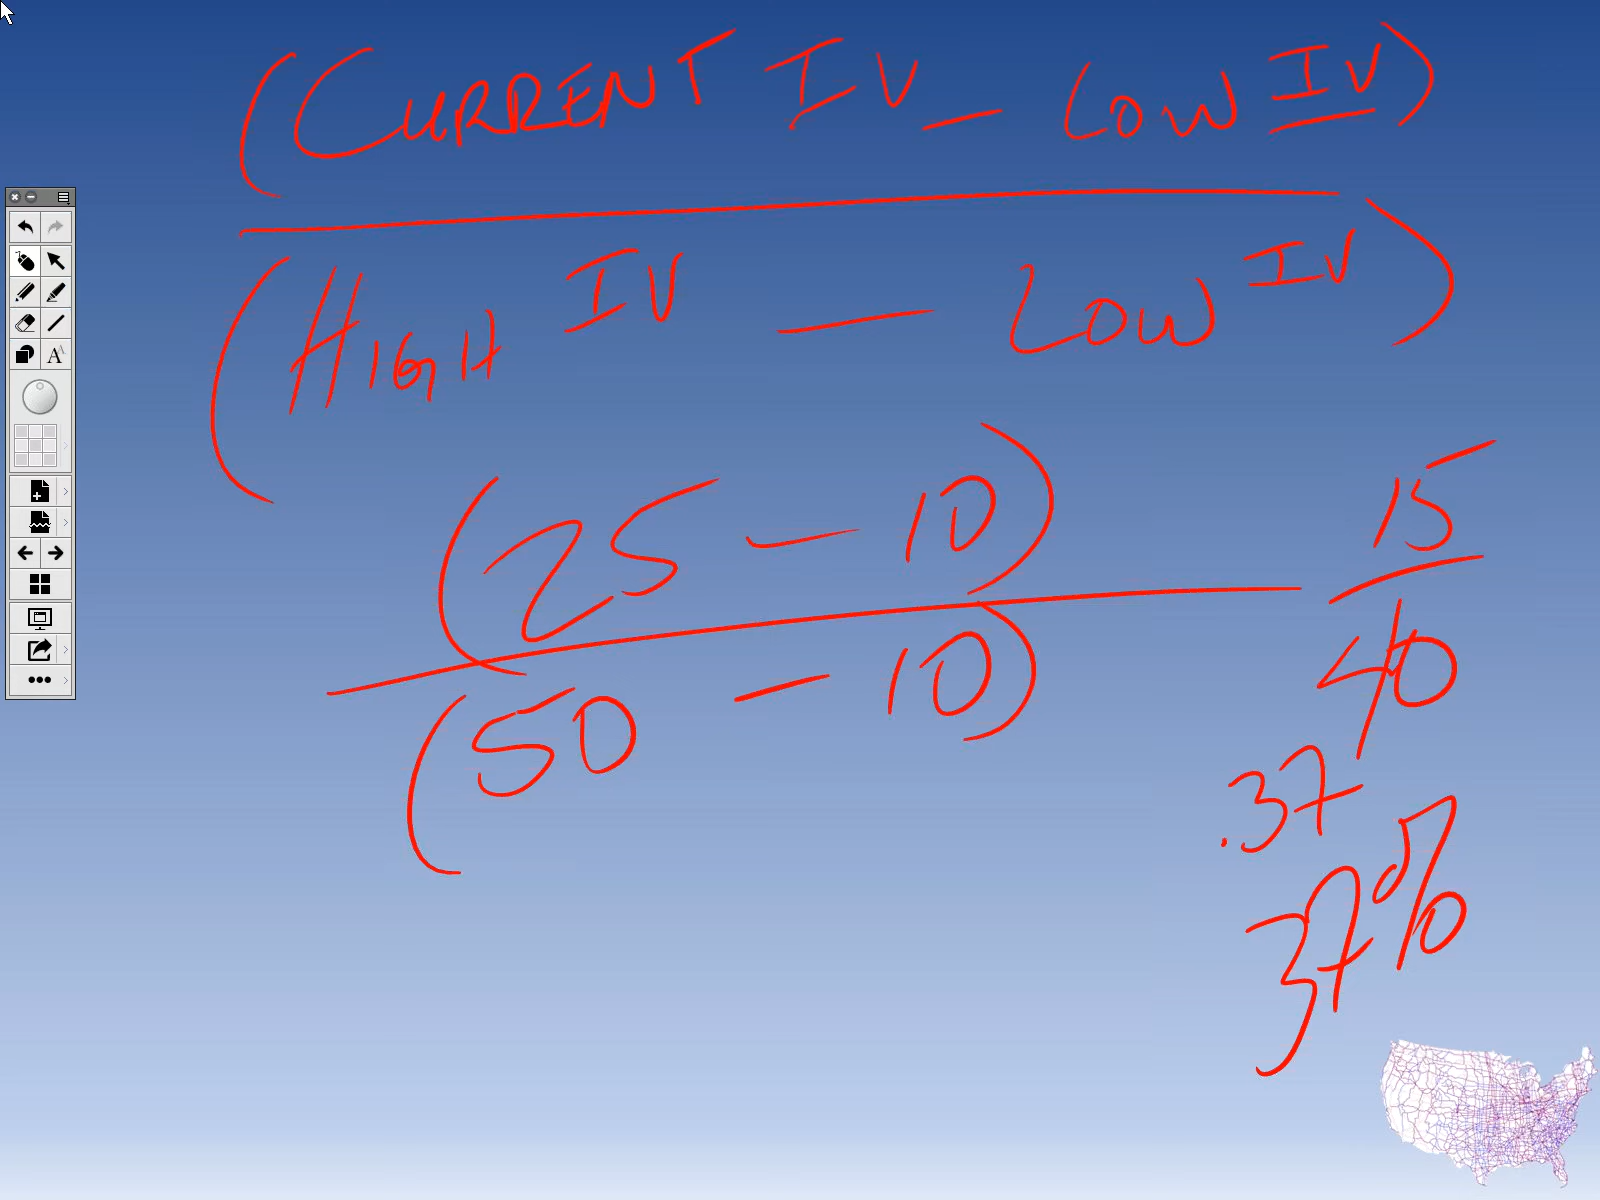 (CURRENT IV - LOW IV)
(HIGH IV - LOW IV)
(25 - 10)
(50 - 10)
15
40
.37
37%
A